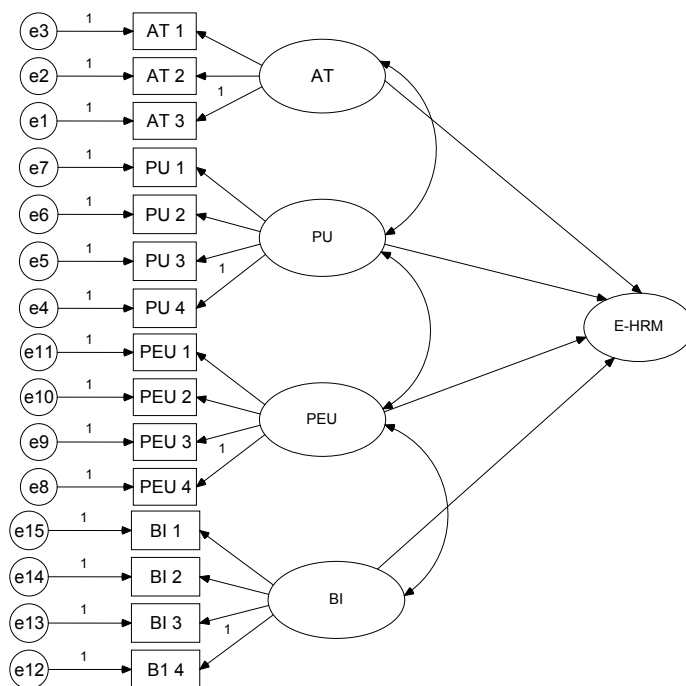 e3 1 AT 1
e2 1 AT 2
AT
e1 1 AT 3 1
e7 1 PU 1
e6 1 PU 2
PU
e5 1 PU 3
1
e4 1 PU 4
E-HRM
e11 1 PEU 1
e10 1 PEU 2
PEU
e9 1 PEU 3
1
e8 1 PEU 4
e15 1 BI 1
e14 1 BI 2
BI
e13 1 BI 3
1
e12 1 B1 4